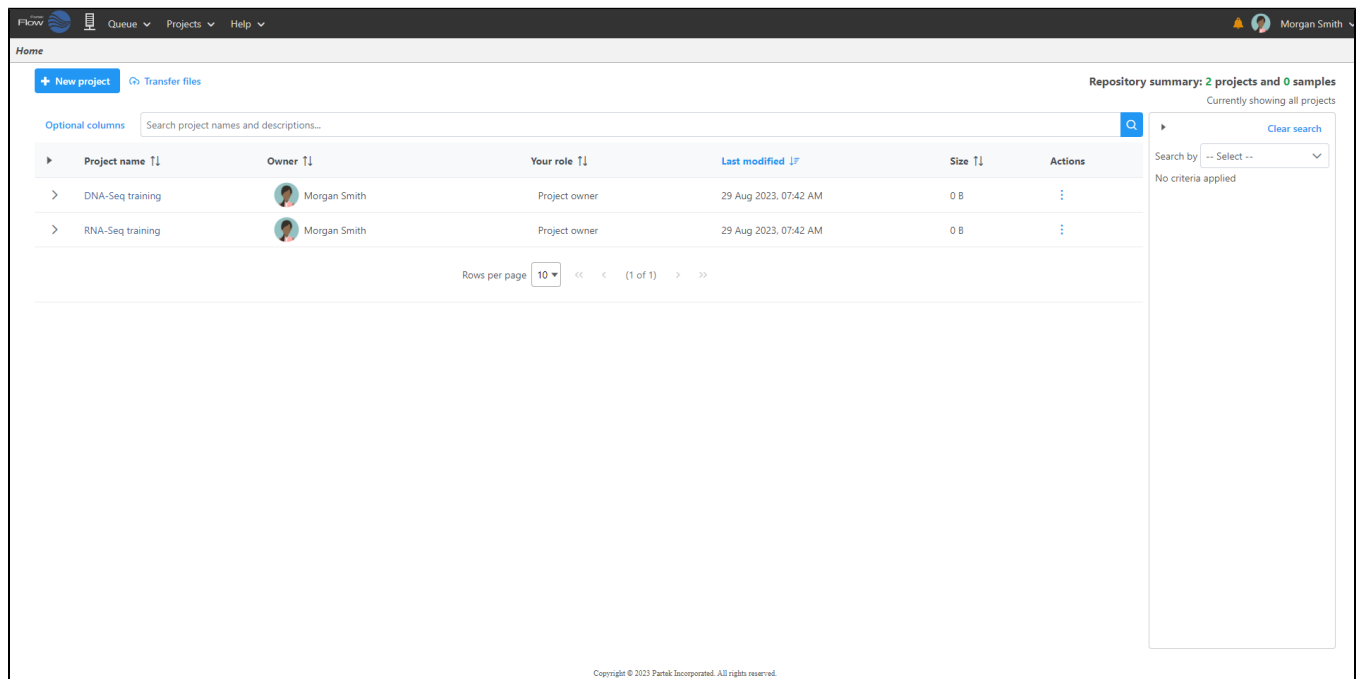 Partek
Flow Queue Projects Help Morgan Smith
Home
New project Transfer files Repository summary: 2 projects and 0 samples
Currently showing all projects
Optional columns Search project names and descriptions... Clear search
Project name Owner Your role Last modified Size Actions Search by -- Select --
No criteria applied
DNA-Seq training Morgan Smith Project owner 29 Aug 2023, 07:42 AM 0 B
RNA-Seq training Morgan Smith Project owner 29 Aug 2023, 07:42 AM 0 B
Rows per page 10 (1 of 1)
Copyright © 2023 Partek Incorporated. All rights reserved.